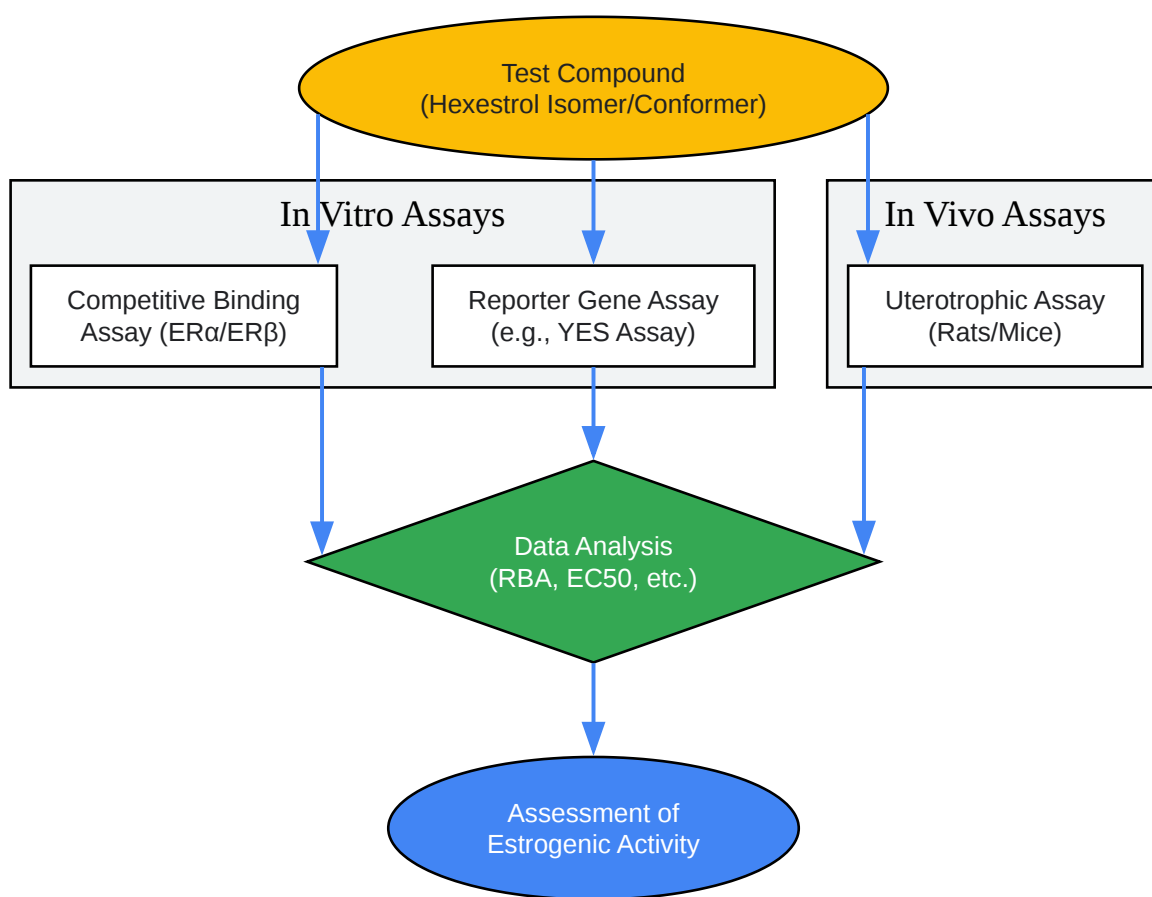 Test Compound
(Hexestrol Isomer/Conformer)
In Vitro Assays
In Vivo Assays
Competitive Binding
Assay (ERα/ERβ)
Reporter Gene Assay
(e.g., YES Assay)
Uterotrophic Assay
(Rats/Mice)
Data Analysis
(RBA, EC50, etc.)
Assessment of
Estrogenic Activity